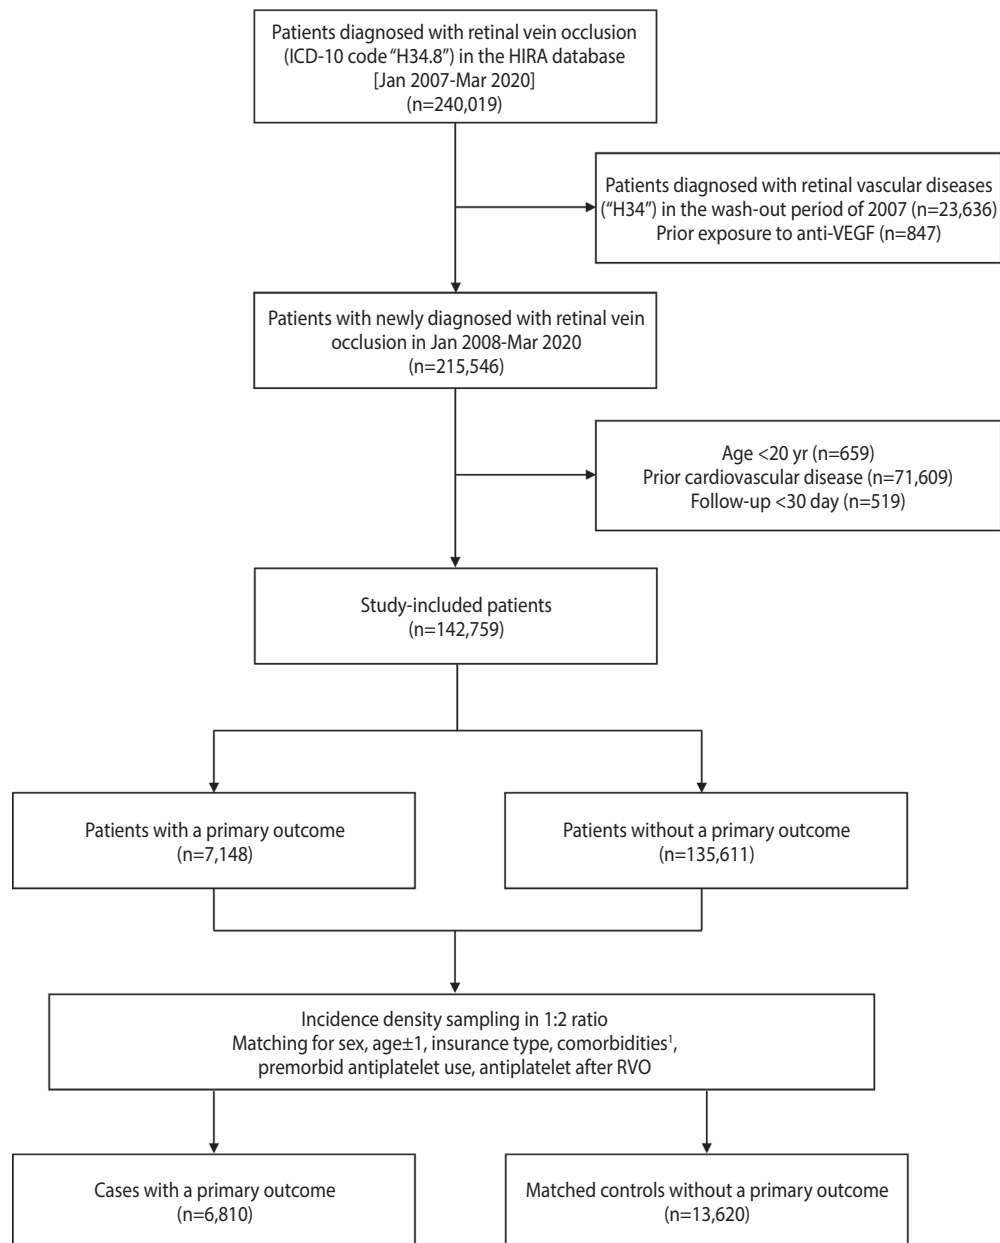 Patients diagnosed with retinal vein occlusion
(ICD-10 code “H34.8”) in the HIRA database
[Jan 2007-Mar 2020]
(n=240,019)
Patients diagnosed with retinal vascular diseases
(“H34”) in the wash-out period of 2007 (n=23,636)
Prior exposure to anti-VEGF (n=847)
Patients with newly diagnosed with retinal vein
occlusion in Jan 2008-Mar 2020
(n=215,546)
Age <20 yr (n=659)
Prior cardiovascular disease (n=71,609)
Follow-up <30 day (n=519)
Study-included patients
(n=142,759)
Patients with a primary outcome
(n=7,148)
Patients without a primary outcome
(n=135,611)
Incidence density sampling in 1:2 ratio
Matching for sex, age±1, insurance type, comorbidities¹,
premorbid antiplatelet use, antiplatelet after RVO
Cases with a primary outcome
(n=6,810)
Matched controls without a primary outcome
(n=13,620)